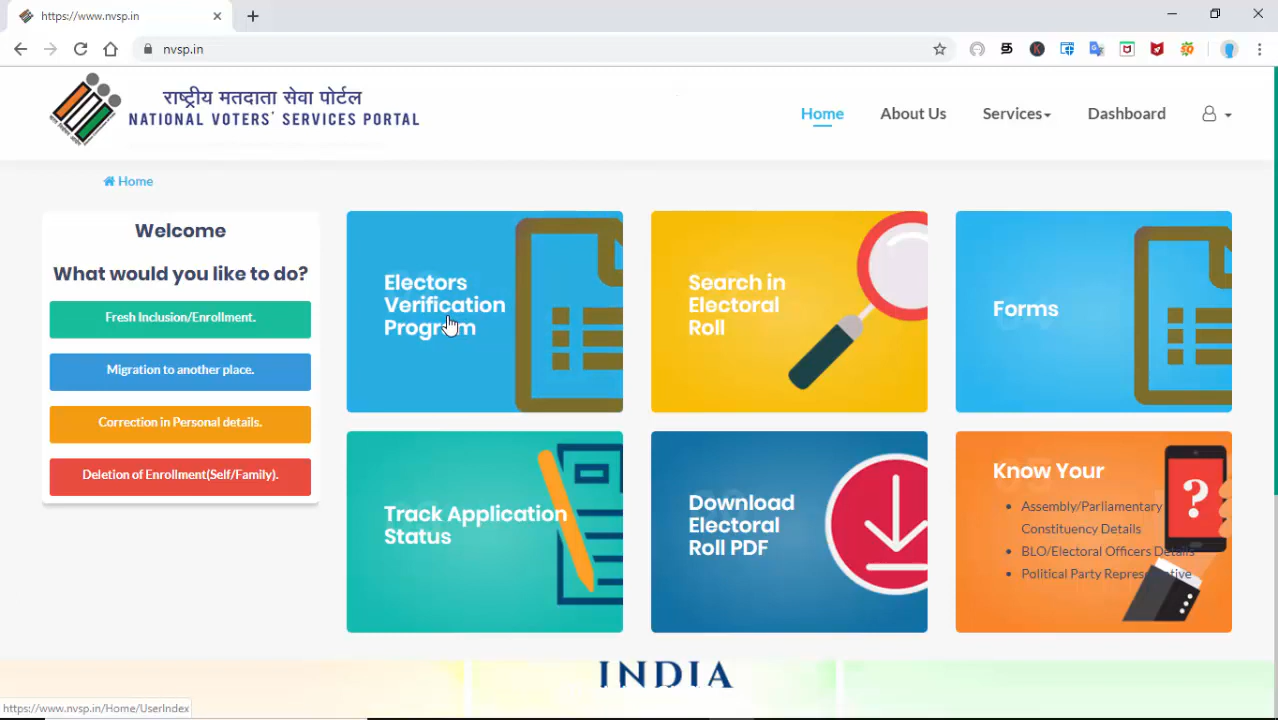 https://www.nvsp.in
nvsp.in
राष्ट्रीय मतदाता सेवा पोर्टल
NATIONAL VOTERS' SERVICES PORTAL
Home
About Us
Services
Dashboard
Home
Welcome
What would you like to do?
Fresh Inclusion/Enrollment.
Migration to another place.
Correction in Personal details.
Deletion of Enrollment(Self/Family).
Electors
Verification
Program
Search in
Electoral
Roll
Forms
Track Application
Status
Download
Electoral
Roll PDF
Know Your
Assembly/Parliamentary
Constituency Details
BLO/Electoral Officers Details
Political Party Representative
INDIA
https://www.nvsp.in/Home/UserIndex